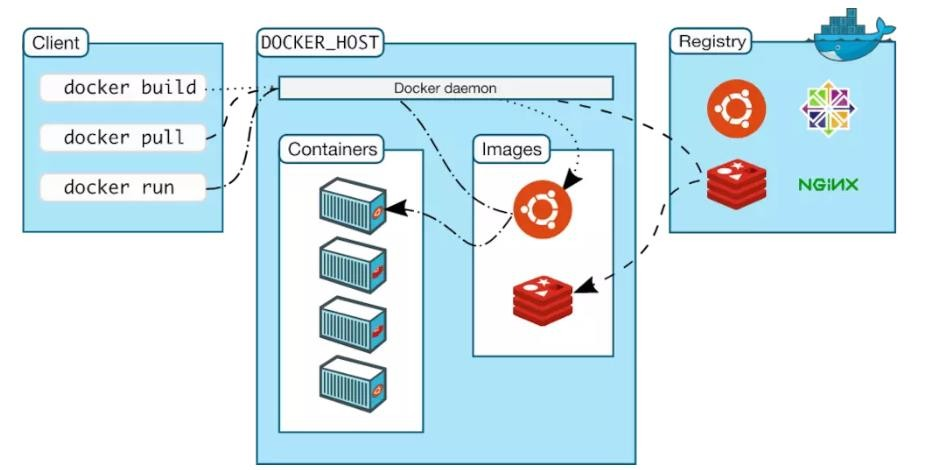 Client
docker build
docker pull
docker run
DOCKER_HOST
Docker daemon
Containers
Images
Registry
NGiNX